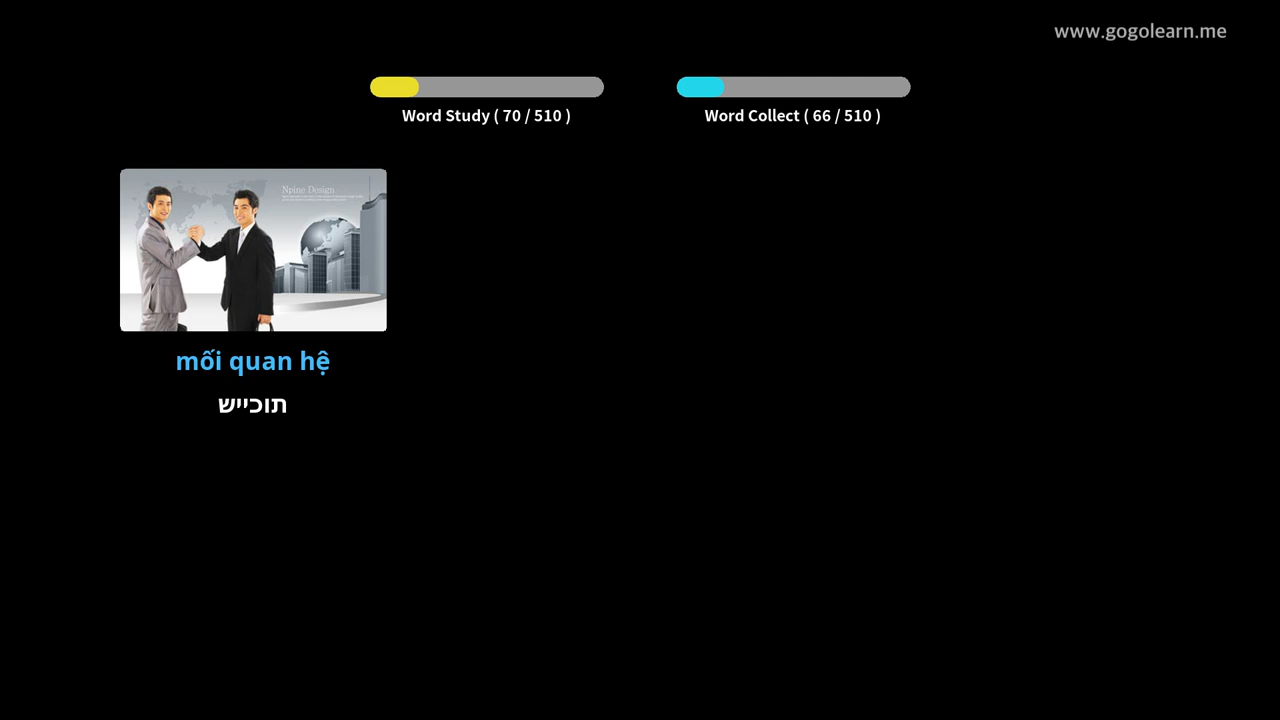 www.gogolearn.me
Word Study ( 70 / 510 )
Word Collect ( 66 / 510 )
Npine Design
mối quan hệ
תוכייש